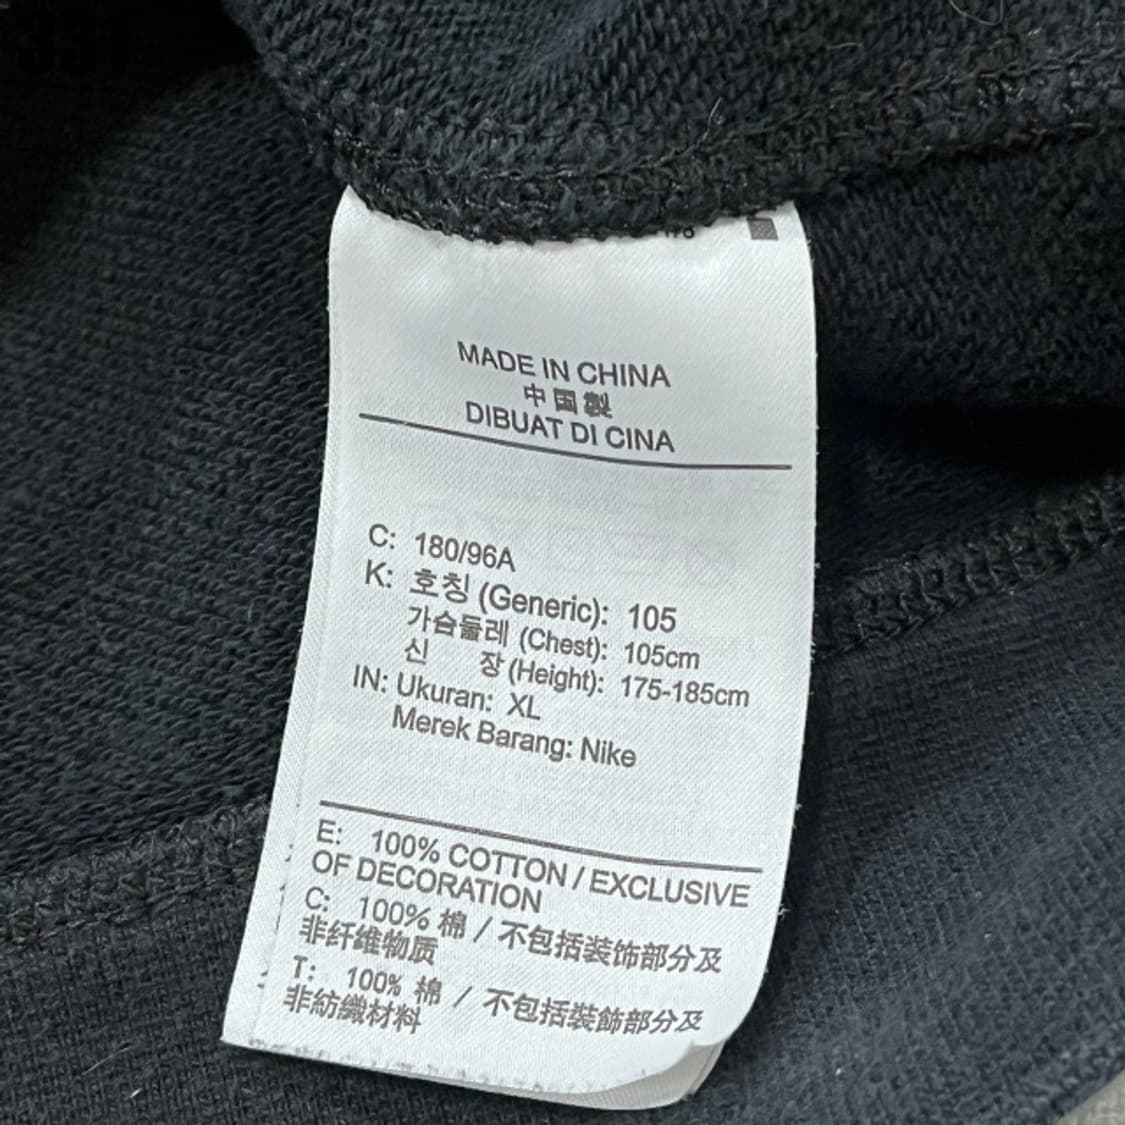 331
MADE IN CHINA
中国製
DIBUAT DI CINA
C: 180/96A
K: 호칭 (Generic): 105
가슴둘레 (Chest): 105cm
신 장 (Height): 175-185cm
IN: Ukuran: XL
Merek Barang: Nike
E: 100% COTTON / EXCLUSIVE
OF DECORATION
C: 100% 棉 / 不包括装饰部分及
非纤维物质
T: 100% 棉 / 不包括裝飾部分及
非紡織材料